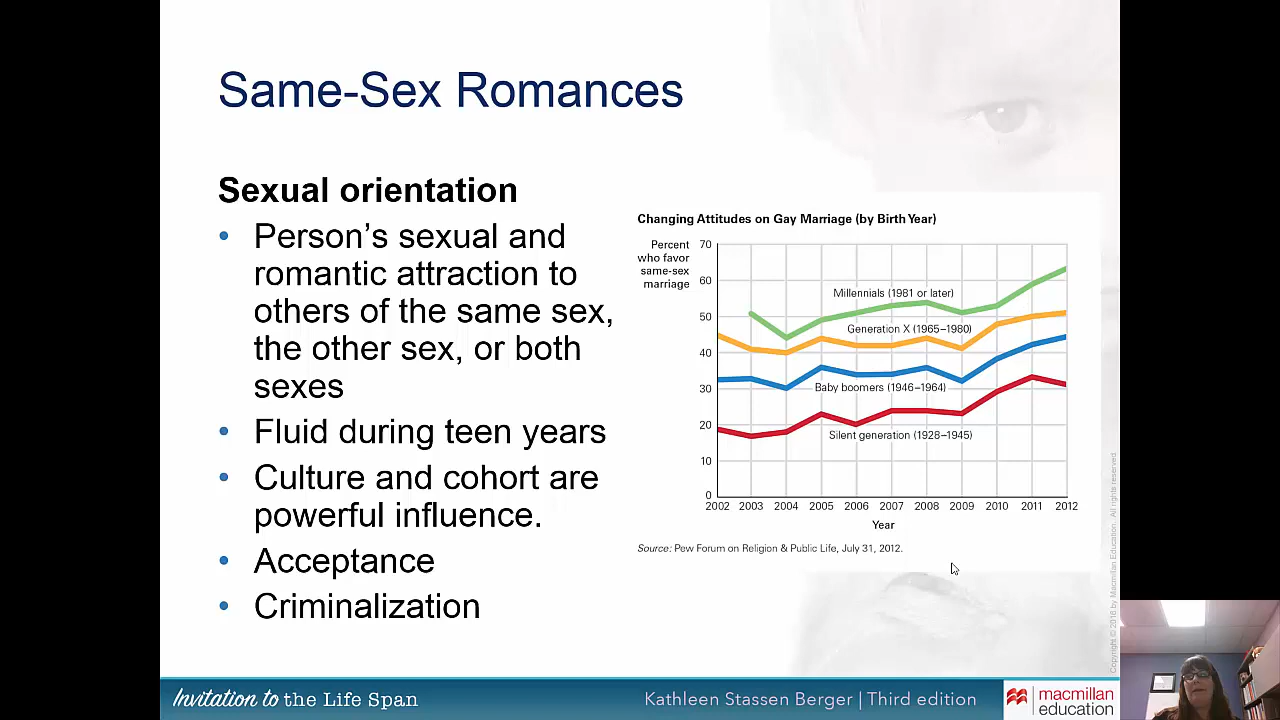 Same-Sex Romances
Sexual orientation
• Person’s sexual and
romantic attraction to
others of the same sex,
the other sex, or both
sexes
• Fluid during teen years
• Culture and cohort are
powerful influence.
• Acceptance
• Criminalization
Changing Attitudes on Gay Marriage (by Birth Year)
Percent
who favor
same-sex
marriage
70
60
50
40
30
20
10
0
Millennials (1981 or later)
Generation X (1965–1980)
Baby boomers (1946–1964)
Silent generation (1928–1945)
2002 2003 2004 2005 2006 2007 2008 2009 2010 2011 2012
Year
Source: Pew Forum on Religion & Public Life, July 31, 2012.
Copyright © 2016 by Macmillan Education. All rights reserved
Invitation to the Life Span
Kathleen Stassen Berger | Third edition
macmillan
education